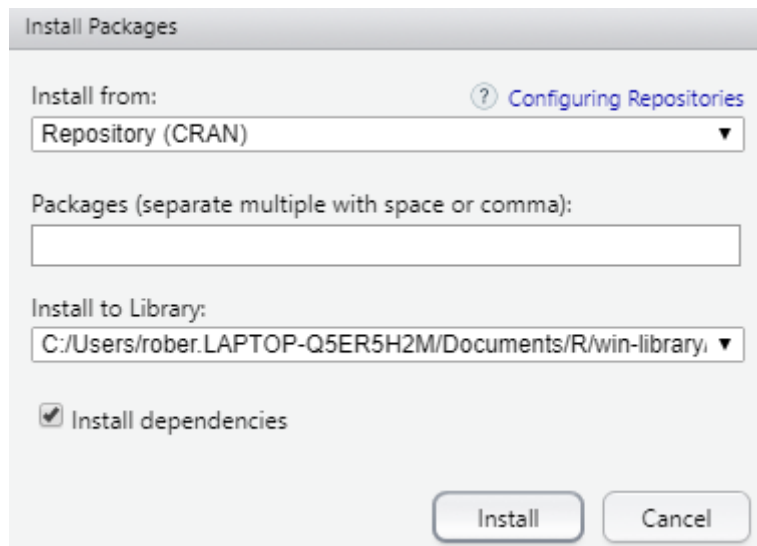 Install Packages
Install from:
? Configuring Repositories
Repository (CRAN)
Packages (separate multiple with space or comma):
Install to Library:
C:/Users/rober.LAPTOP-Q5ER5H2M/Documents/R/win-library/
Install dependencies
Install
Cancel